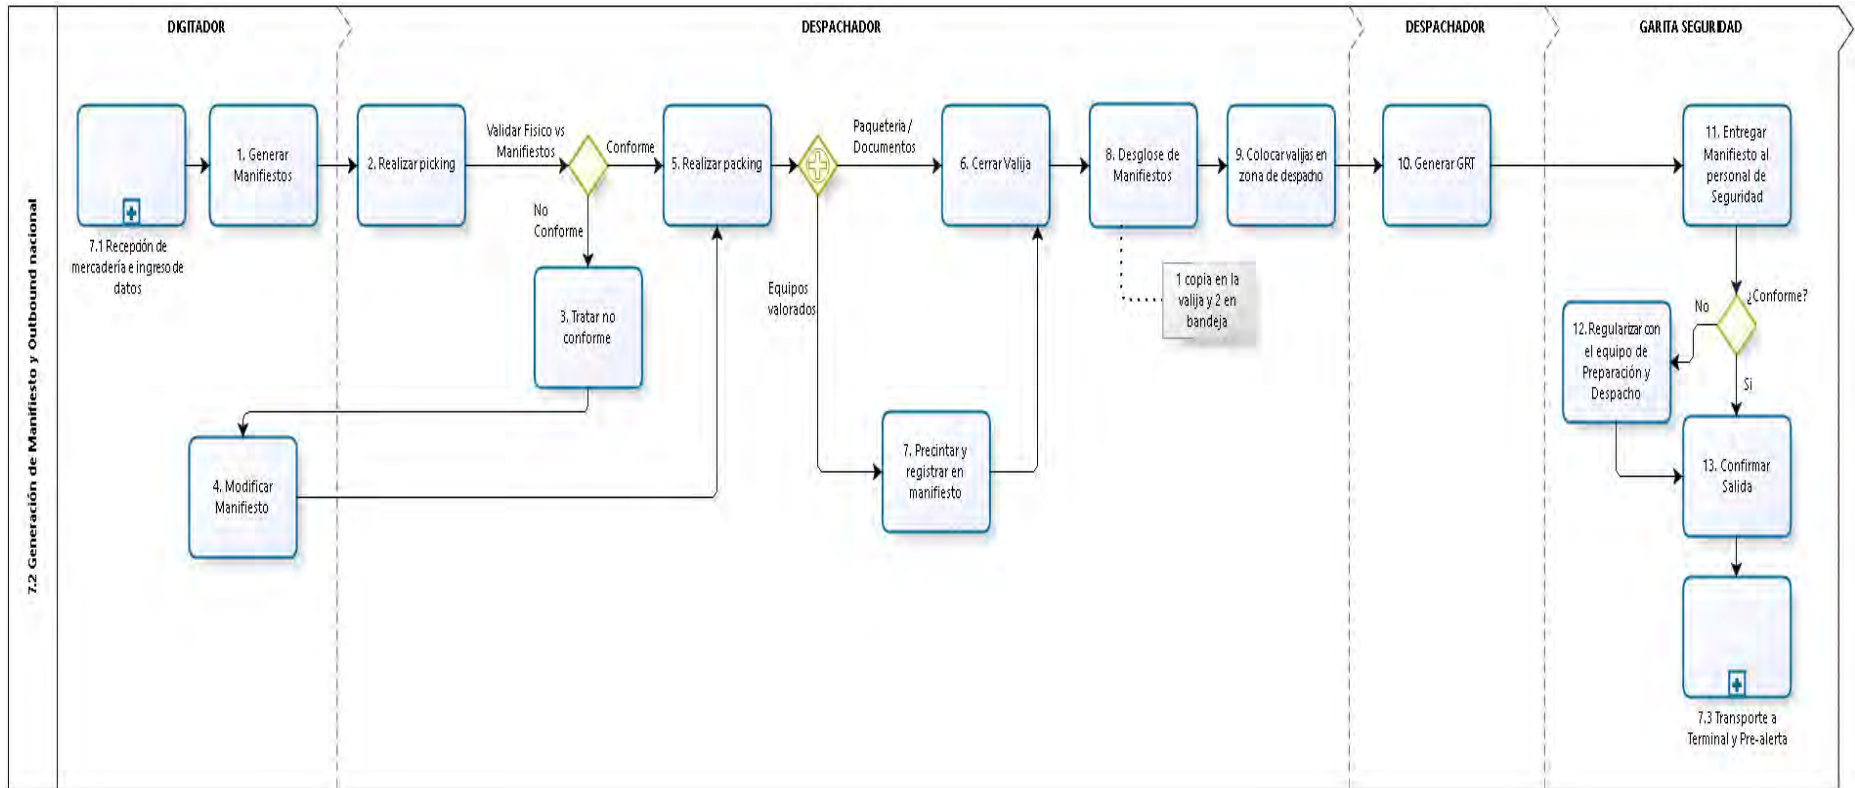 7.2 Generación de Manifiesto y Outbound nacional
DIGITADOR
DESPACHADOR
DESPACHADOR
GARITA SEGURIDAD
7.1 Recepción de
mercadería e ingreso de
datos
1. Generar
Manifiestos
2. Realizar picking
Validar Fisico vs
Manifiestos
Conforme
No
Conforme
3. Tratar no
conforme
4. Modificar
Manifiesto
5. Realizar packing
Paqueteria /
Documentos
Equipos
valorados
6. Cerrar Valija
7. Precintar y
registrar en
manifiesto
8. Desglose de
Manifiestos
1 copia en la
valija y 2 en
bandeja
9. Colocar valijas en
zona de despacho
10. Generar GRT
11. Entregar
Manifiesto al
personal de
Seguridad
¿Conforme?
No
Si
12. Regularizar con
el equipo de
Preparación y
Despacho
13. Confirmar
Salida
7.3 Transporte a
Terminal y Pre-alerta